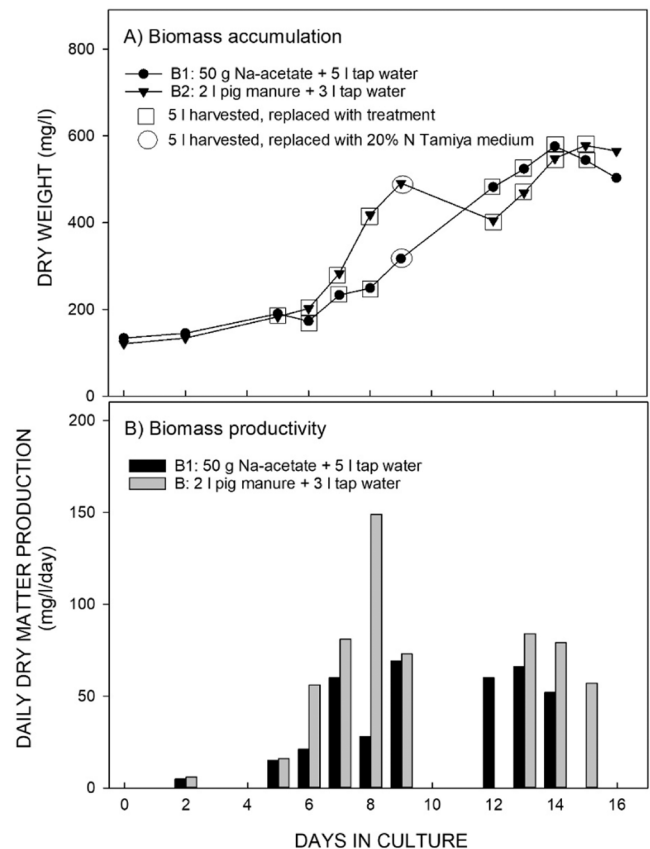 A) Biomass accumulation
B1: 50 g Na-acetate + 5 l tap water
B2: 2 l pig manure + 3 l tap water
5 l harvested, replaced with treatment
5 l harvested, replaced with 20% N Tamiya medium
DRY WEIGHT (mg/l)
800
600
400
200
0
B) Biomass productivity
B1: 50 g Na-acetate + 5 l tap water
B: 2 l pig manure + 3 l tap water
DAILY DRY MATTER PRODUCTION
(mg/l/day)
200
150
100
50
0
0 2 4 6 8 10 12 14 16
DAYS IN CULTURE